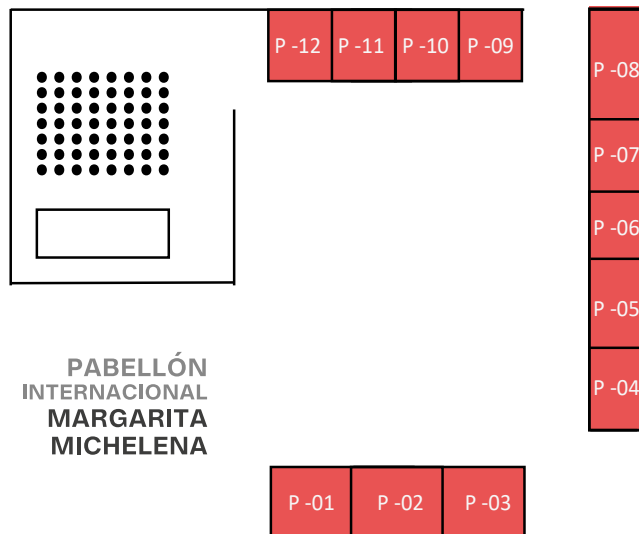 P -12 P -11 P -10 P -09
P -08
P -07
P -06
P -05
P -04
PABELLÓN
INTERNACIONAL
MARGARITA
MICHELENA
P -01 P -02 P -03